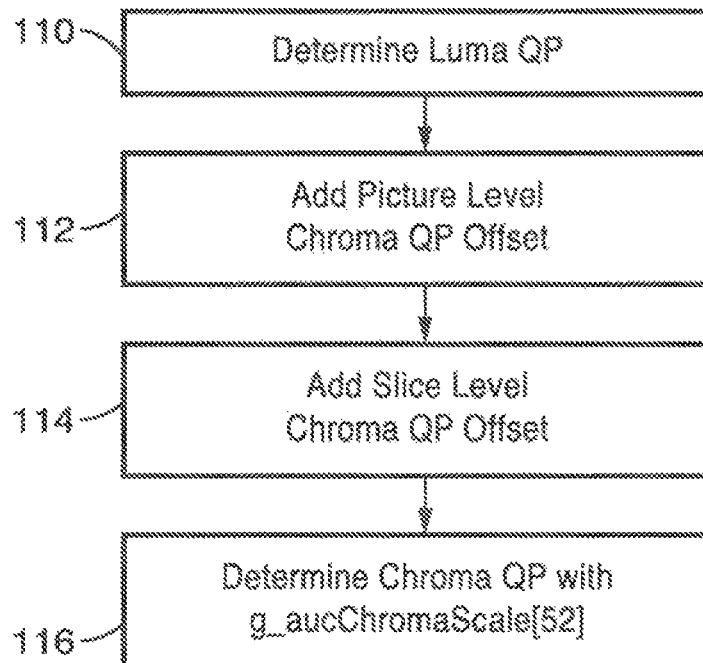 110
Determine Luma QP
112
Add Picture Level
Chroma QP Offset
114
Add Slice Level
Chroma QP Offset
116
Determine Chroma QP with
g_aucChromaScale[52]